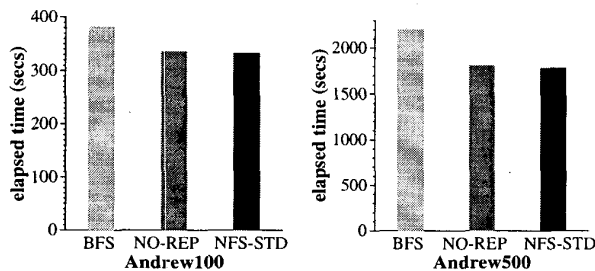 elapsed time (secs)
400
300
200
100
0
BFS NO-REP NFS-STD
Andrew100
elapsed time (secs)
2000
1500
1000
500
0
BFS NO-REP NFS-STD
Andrew500